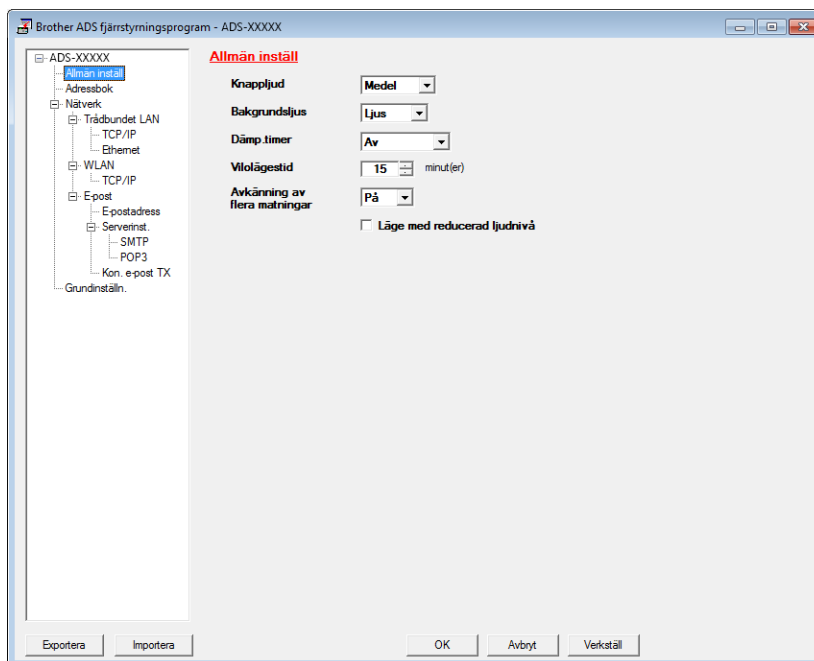 Brother ADS fjärrstyrningsprogram - ADS-XXXXX
ADS-XXXXX
Allmän inställ
Adressbok
Nätverk
Trådbundet LAN
TCP/IP
Ethernet
WLAN
TCP/IP
E-post
E-postadress
Serverinst.
SMTP
POP3
Kon. e-post TX
Grundinställn.
Allmän inställ
Knappljud Medel
Bakgrundsljus Ljus
Dämp.timer Av
Vilolägestid 15 minut(er)
Avkänning av
flera matningar På
Läge med reducerad ljudnivå
Exportera Importera OK Avbryt Verkställ